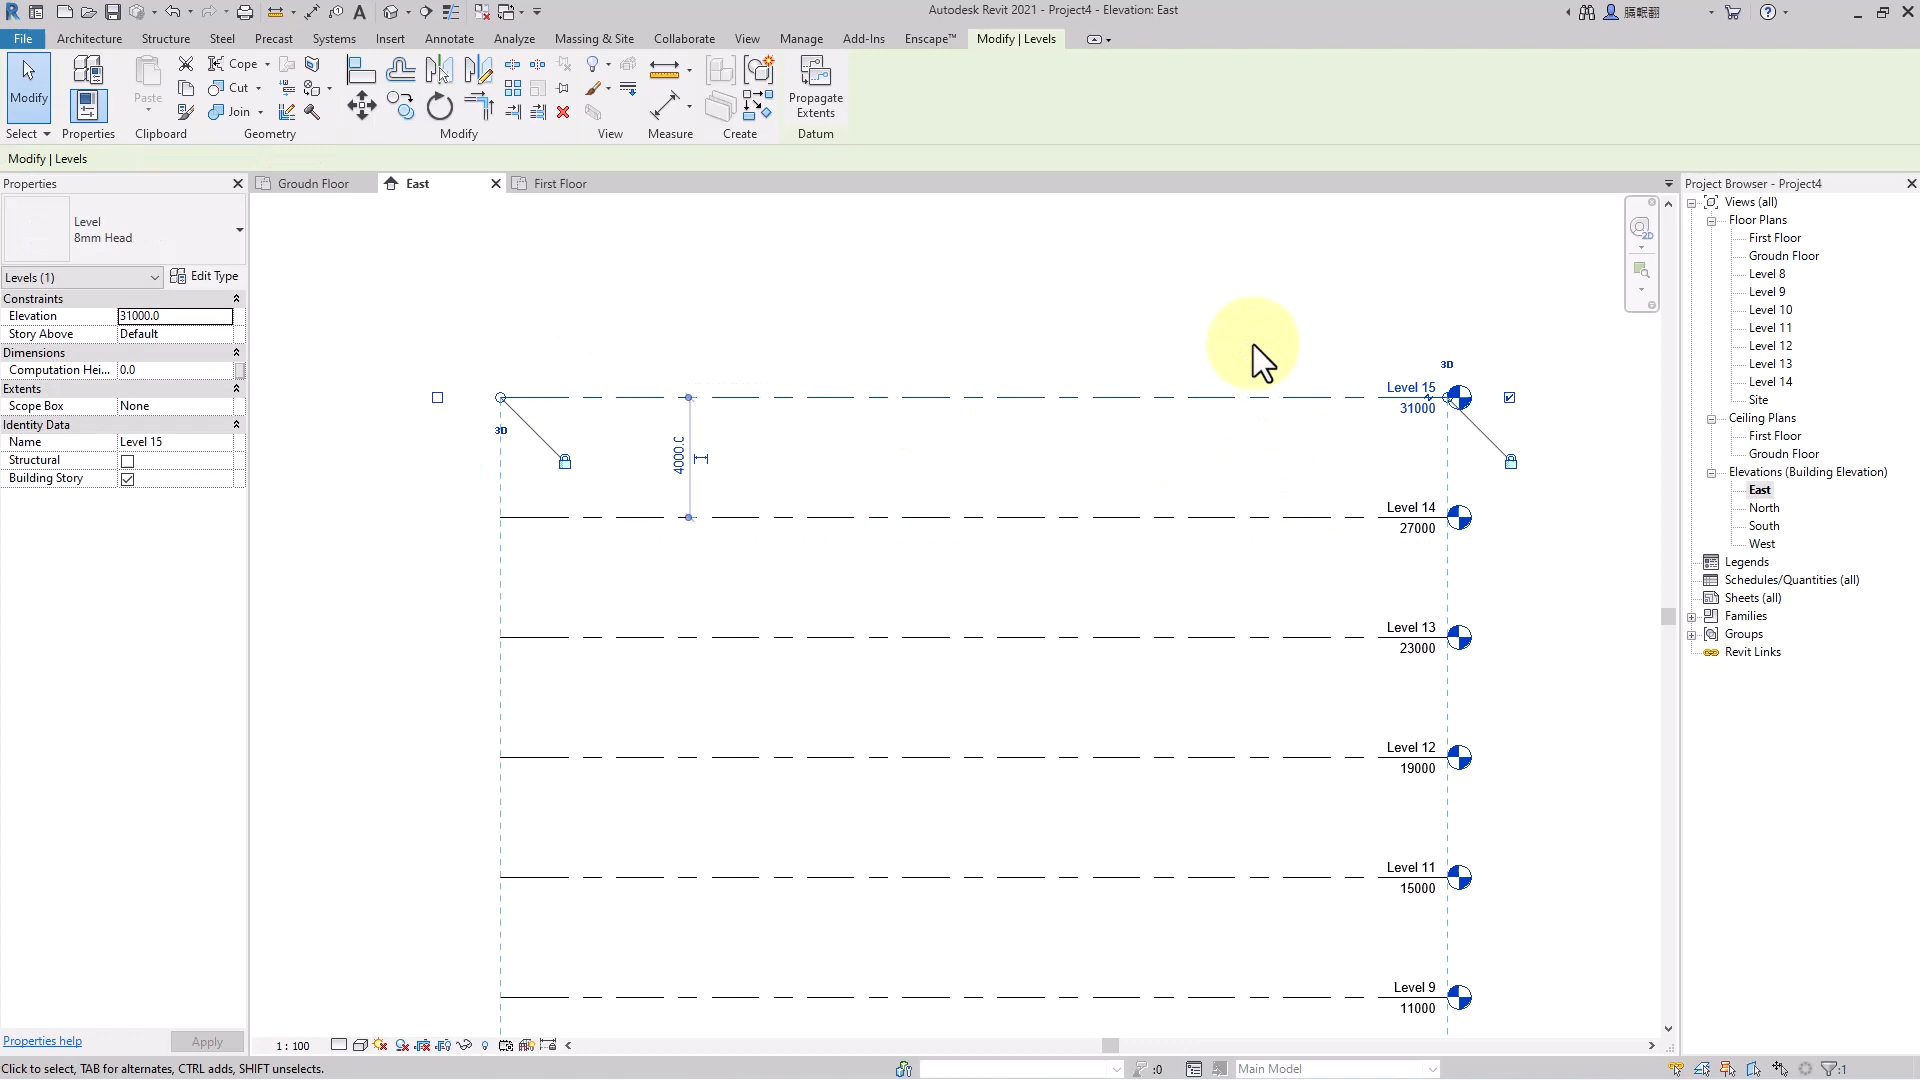 Autodesk Revit 2021 - Project4 - Elevation: East
File Architecture Structure Steel Precast Systems Insert Annotate Analyze Massing & Site Collaborate View Manage Add-Ins Enscape™ Modify | Levels
Modify
Select
Properties
Paste
Clipboard
Cope
Cut
Join
Geometry
Modify
View
Measure
Create
Propagate
Extents
Datum
Modify | Levels
Properties
Level
8mm Head
Levels (1)
Edit Type
Constraints
Elevation 31000.0
Story Above Default
Dimensions
Computation Hei... 0.0
Extents
Scope Box None
Identity Data
Name Level 15
Structural
Building Story
Properties help
Apply
Groudn Floor
East
First Floor
2D
3D
Level 15
31000
3D
4000.0
Level 14
27000
Level 13
23000
Level 12
19000
Level 11
15000
Level 9
11000
Project Browser - Project4
Views (all)
Floor Plans
First Floor
Groudn Floor
Level 8
Level 9
Level 10
Level 11
Level 12
Level 13
Level 14
Site
Ceiling Plans
First Floor
Groudn Floor
Elevations (Building Elevation)
East
North
South
West
Legends
Schedules/Quantities (all)
Sheets (all)
Families
Groups
Revit Links
1 : 100
Click to select, TAB for alternates, CTRL adds, SHIFT unselects.
:0
Main Model
:1